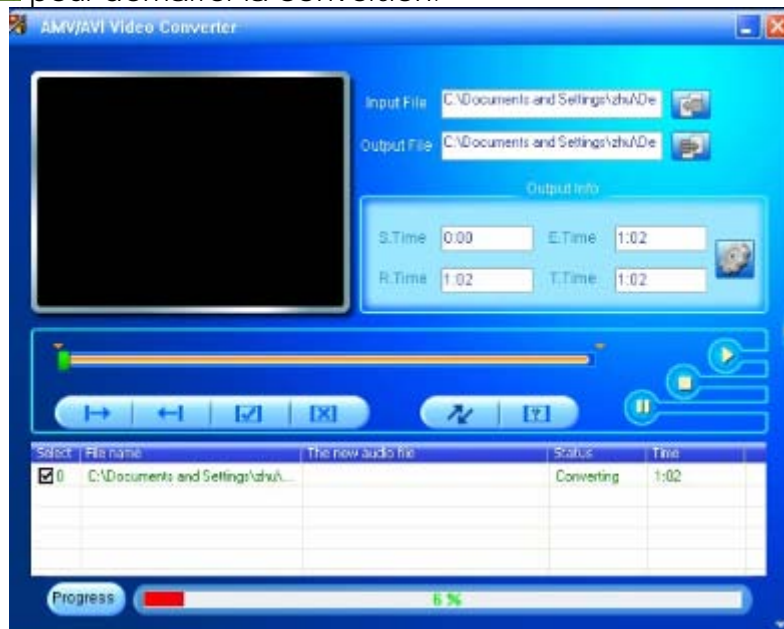 pour démarrer la
AMV/AVI Video Converter
Input File C:\Documents and Settings\zhu\De
Output File C:\Documents and Settings\zhu\De
Output Info
S.Time 0:00 E.Time 1:02
R.Time 1:02 T.Time 1:02
Select File name The new audio file Status Time
0 C:\Documents and Settings\zhu\... Converting 1:02
Progress 6 %